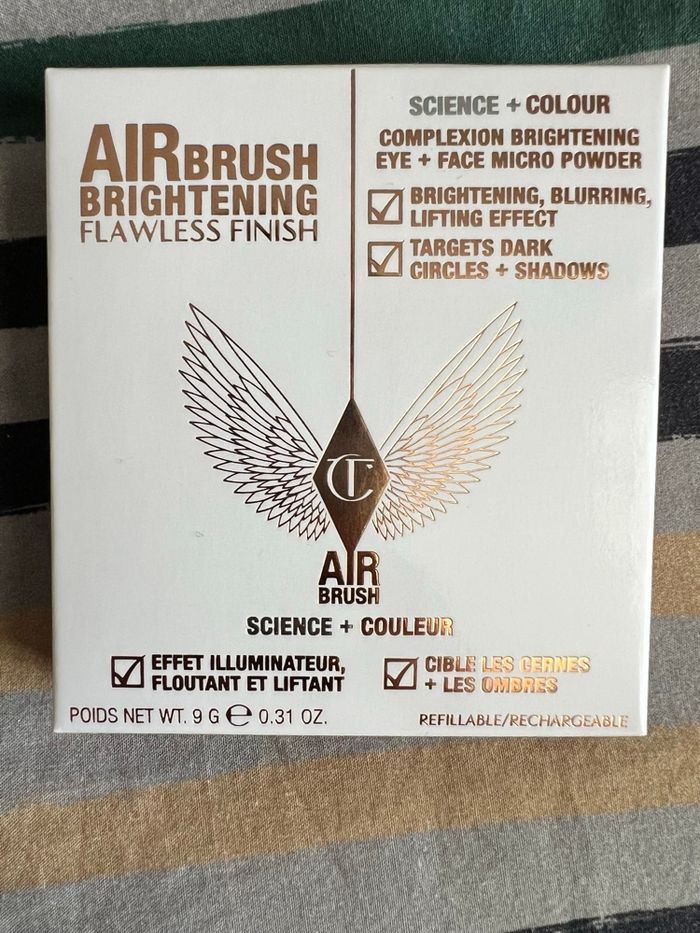 AIRBRUSH
BRIGHTENING
FLAWLESS FINISH
SCIENCE + COLOUR
COMPLEXION BRIGHTENING
EYE + FACE MICRO POWDER
BRIGHTENING, BLURRING,
LIFTING EFFECT
TARGETS DARK
CIRCLES + SHADOWS
CT
AIR
BRUSH
SCIENCE + COULEUR
EFFET ILLUMINATEUR,
FLOUTANT ET LIFTANT
CIBLE LES CERNES
+ LES OMBRES
POIDS NET WT. 9 G ℮ 0.31 OZ.
REFILLABLE/RECHARGEABLE